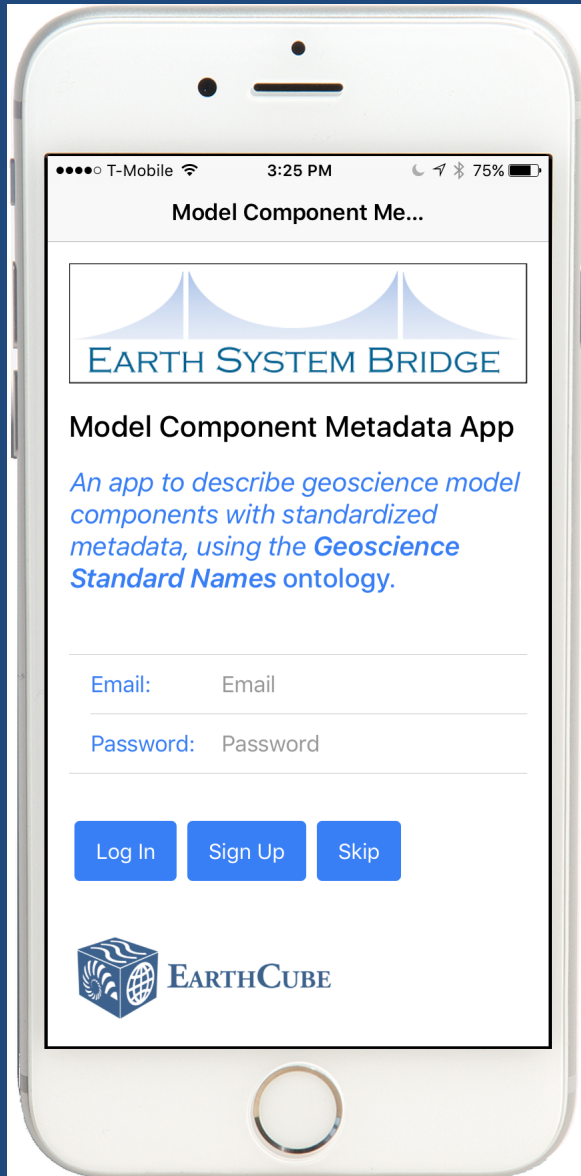 ●●●●○ T-Mobile 3:25 PM 75%
Model Component Me...
EARTH SYSTEM BRIDGE
Model Component Metadata App
An app to describe geoscience model
components with standardized
metadata, using the Geoscience
Standard Names ontology.
Email: Email
Password: Password
Log In Sign Up Skip
EARTHCUBE